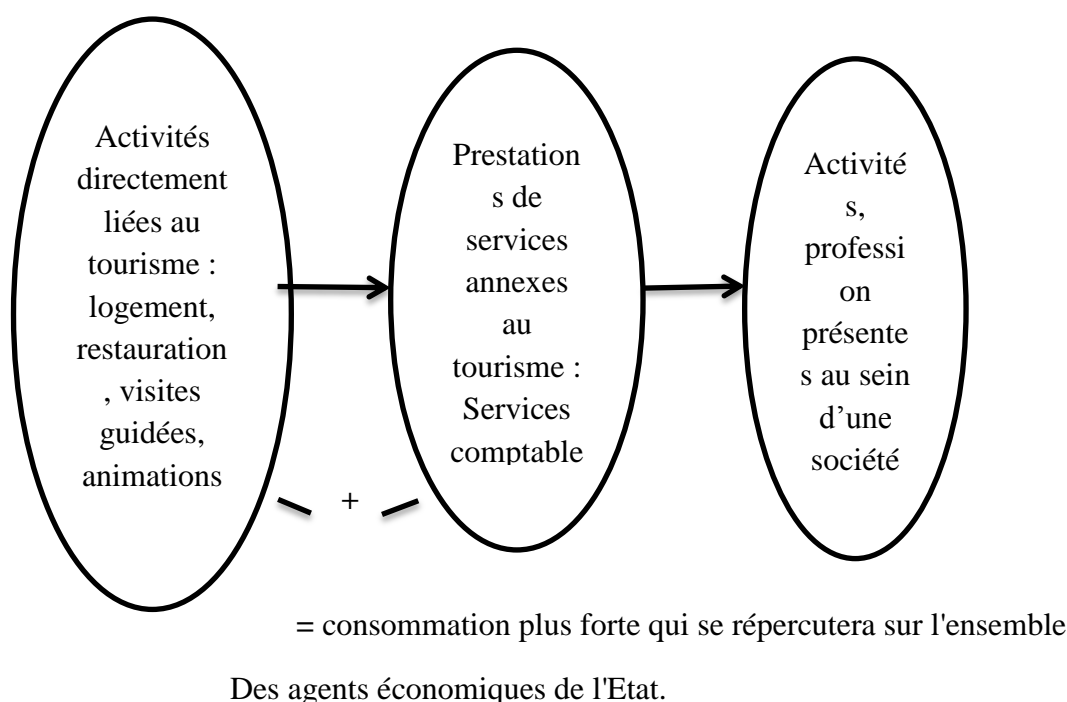 Activités
directement
liées au
tourisme :
logement,
restauration
, visites
guidées,
animations
Prestation
s de
services
annexes
au
tourisme :
Services
comptable
Activité
s,
professi
on
présente
s au sein
d’une
société
+
= consommation plus forte qui se répercutera sur l'ensemble
Des agents économiques de l'Etat.